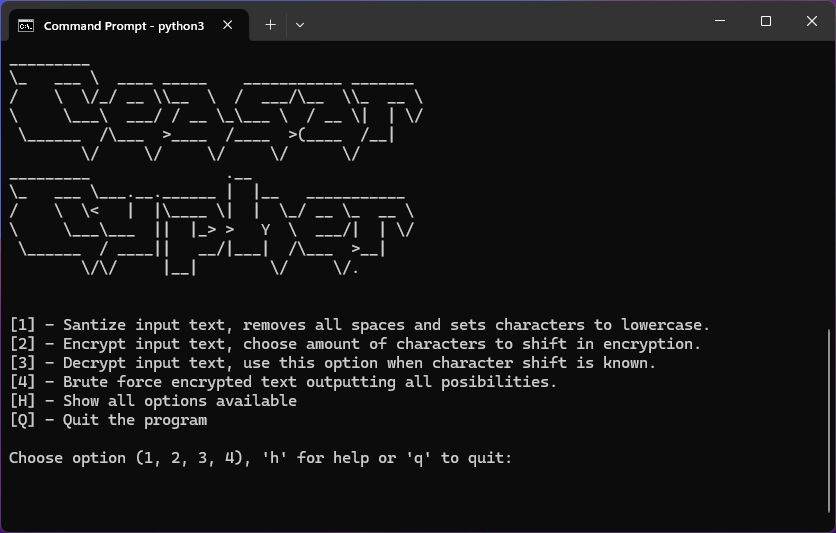 Command Prompt - python3
Ceasar
Cypher
[1] - Santize input text, removes all spaces and sets characters to lowercase.
[2] - Encrypt input text, choose amount of characters to shift in encryption.
[3] - Decrypt input text, use this option when character shift is known.
[4] - Brute force encrypted text outputting all posibilities.
[H] - Show all options available
[Q] - Quit the program
Choose option (1, 2, 3, 4), 'h' for help or 'q' to quit: